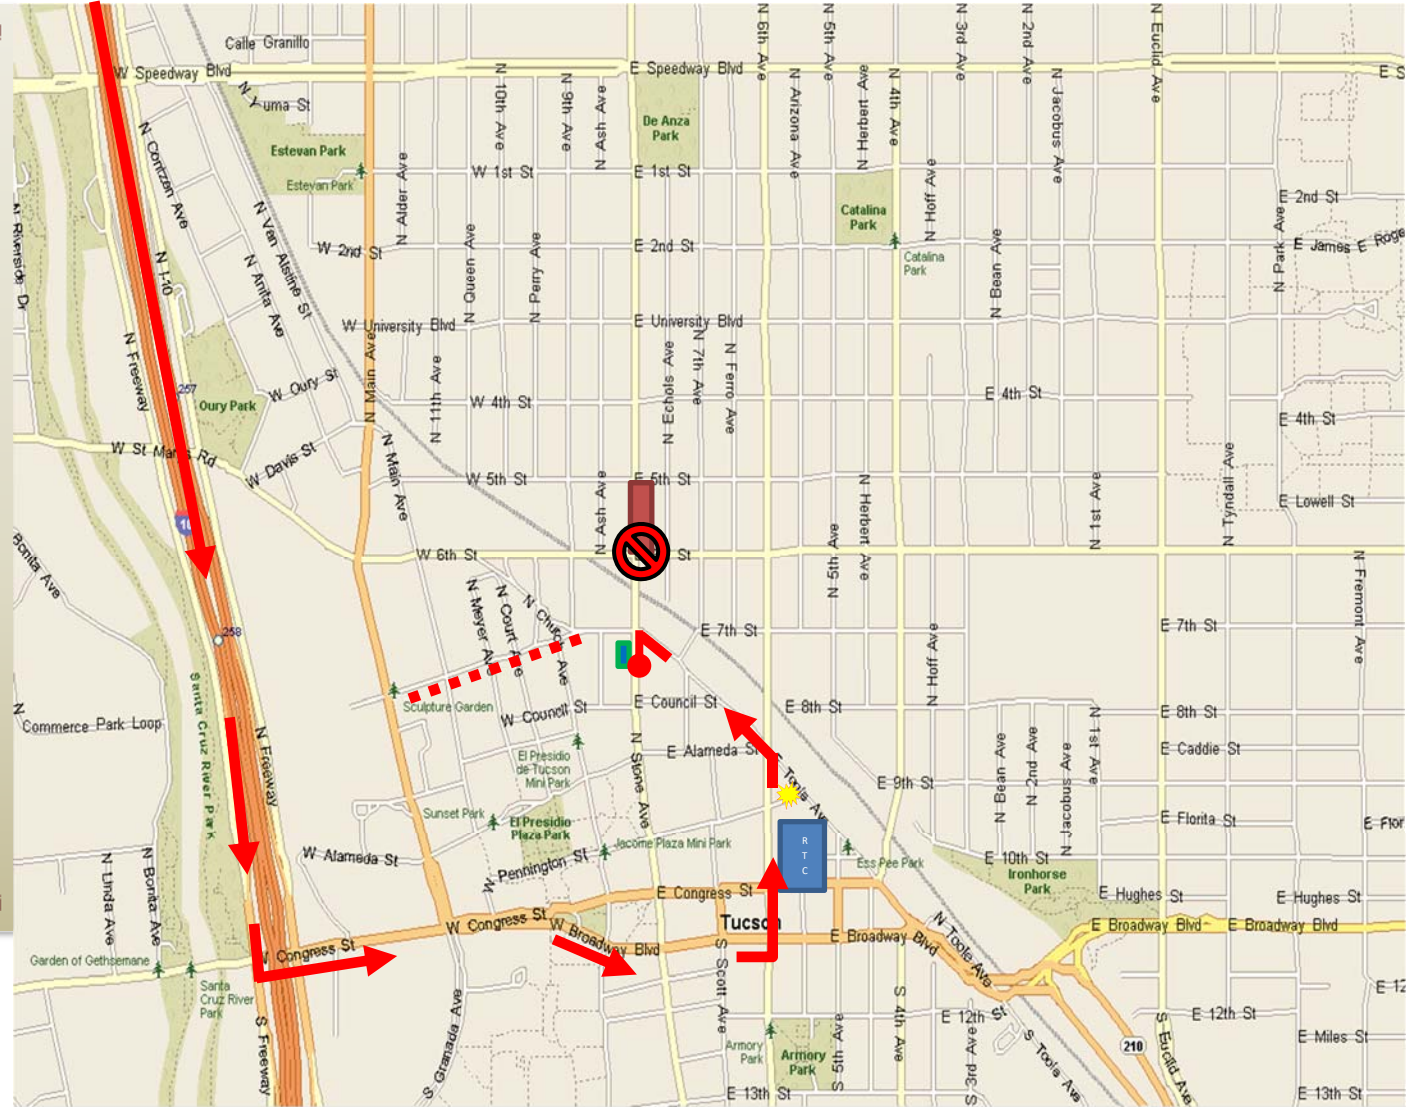 Calle Granillo
W Speedway Blvd
E Speedway Blvd
N 6th Ave
N 5th Ave
N 3rd Ave
N 2nd Ave
N Euclid Ave
E S
N Yuma St
N 10th Ave
N 9th Ave
N Ash Ave
De Anza
Park
N Arizona Ave
N Herbert Ave
N 4th Ave
N Jacobus Ave
N Contzen Ave
Estevan Park
Estevan Park
W 1st St
E 1st St
N Alder Ave
N Hoff Ave
E 2nd St
N Riverside Dr
N Van Alstine St
Catalina
Park
N Park Ave
W 2nd St
N Queen Ave
N Perry Ave
E 2nd St
Catalina
Park
N Bean Ave
E James E Roge
N I-10
N Anita Ave
W University Blvd
E University Blvd
N Freeway
257
W Oury St
Oury Park
N Main Ave
N 11th Ave
W 4th St
N Echols Ave
N 7th Ave
N Ferro Ave
E 4th St
E 4th St
W St Marys Rd
W Davis St
N Main Ave
W 5th St
N Ash Ave
E 5th St
N Herbert Ave
N 1st Ave
N Tyndall Ave
E Lowell St
10
Bonita Ave
W 6th St
St
N 5th Ave
N Fremont Ave
N Meyer Ave
N Court Ave
N Church Ave
258
E 7th St
N Hoff Ave
E 7th St
Santa Cruz River Park
Sculpture Garden
N
Commerce Park Loop
W Council St
E Council St
E 8th St
N 1st Ave
E 8th St
N Freeway
El Presidio
de Tucson
Mini Park
N Stone Ave
E Alameda St
E Toole Ave
N Bean Ave
N 2nd Ave
N Jacobus Ave
E Caddie St
E 9th St
Sunset Park
El Presidio
Plaza Park
Jacome Plaza Mini Park
E Florita St
E Flor
W Alameda St
W Pennington St
R
T
C
Ess Pee Park
E 10th St
Ironhorse
Park
N Linda Ave
N Bonita Ave
E Congress St
E Hughes St
E Hughes St
W Congress St
W Broadway Blvd
Tucson
E Broadway Blvd
N Toole Ave
E Broadway Blvd
E Broadway Blvd
W Congress St
Garden of Gethsemane
Santa
Cruz River
Park
S Scott Ave
E 12
S Freeway
S Granada Ave
S 4th Ave
E 12th St
E 12th St
Armory
Park
Armory
Park
S 5th Ave
S 3rd Ave
S Toole Ave
210
S Euclid Ave
E Miles St
E 13th St
E 13th St